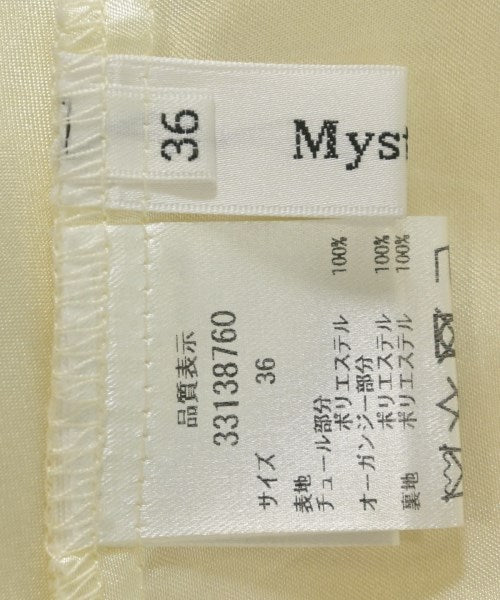 36
Myst
品質表示
33138760
サイズ 36
表地
チュール部分
ポリエステル 100%
オーガンジー部分
ポリエステル 100%
裏地 ポリエステル 100%